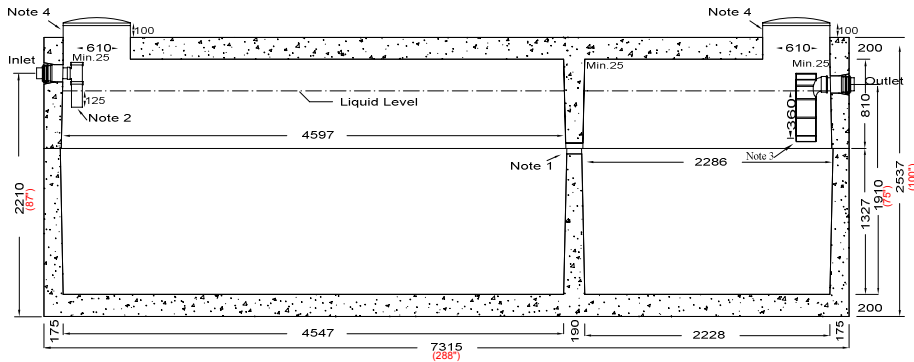 Note 4
Note 4
100
100
610
610
200
Inlet
Min.25
Min.25
Min.25
Outlet
125
Liquid Level
Note 2
360
810
4597
Note 1
Note 3
2286
2210
(87")
1327
1910
(75")
2537
(100")
200
175
4547
190
2228
175
7315
(288")